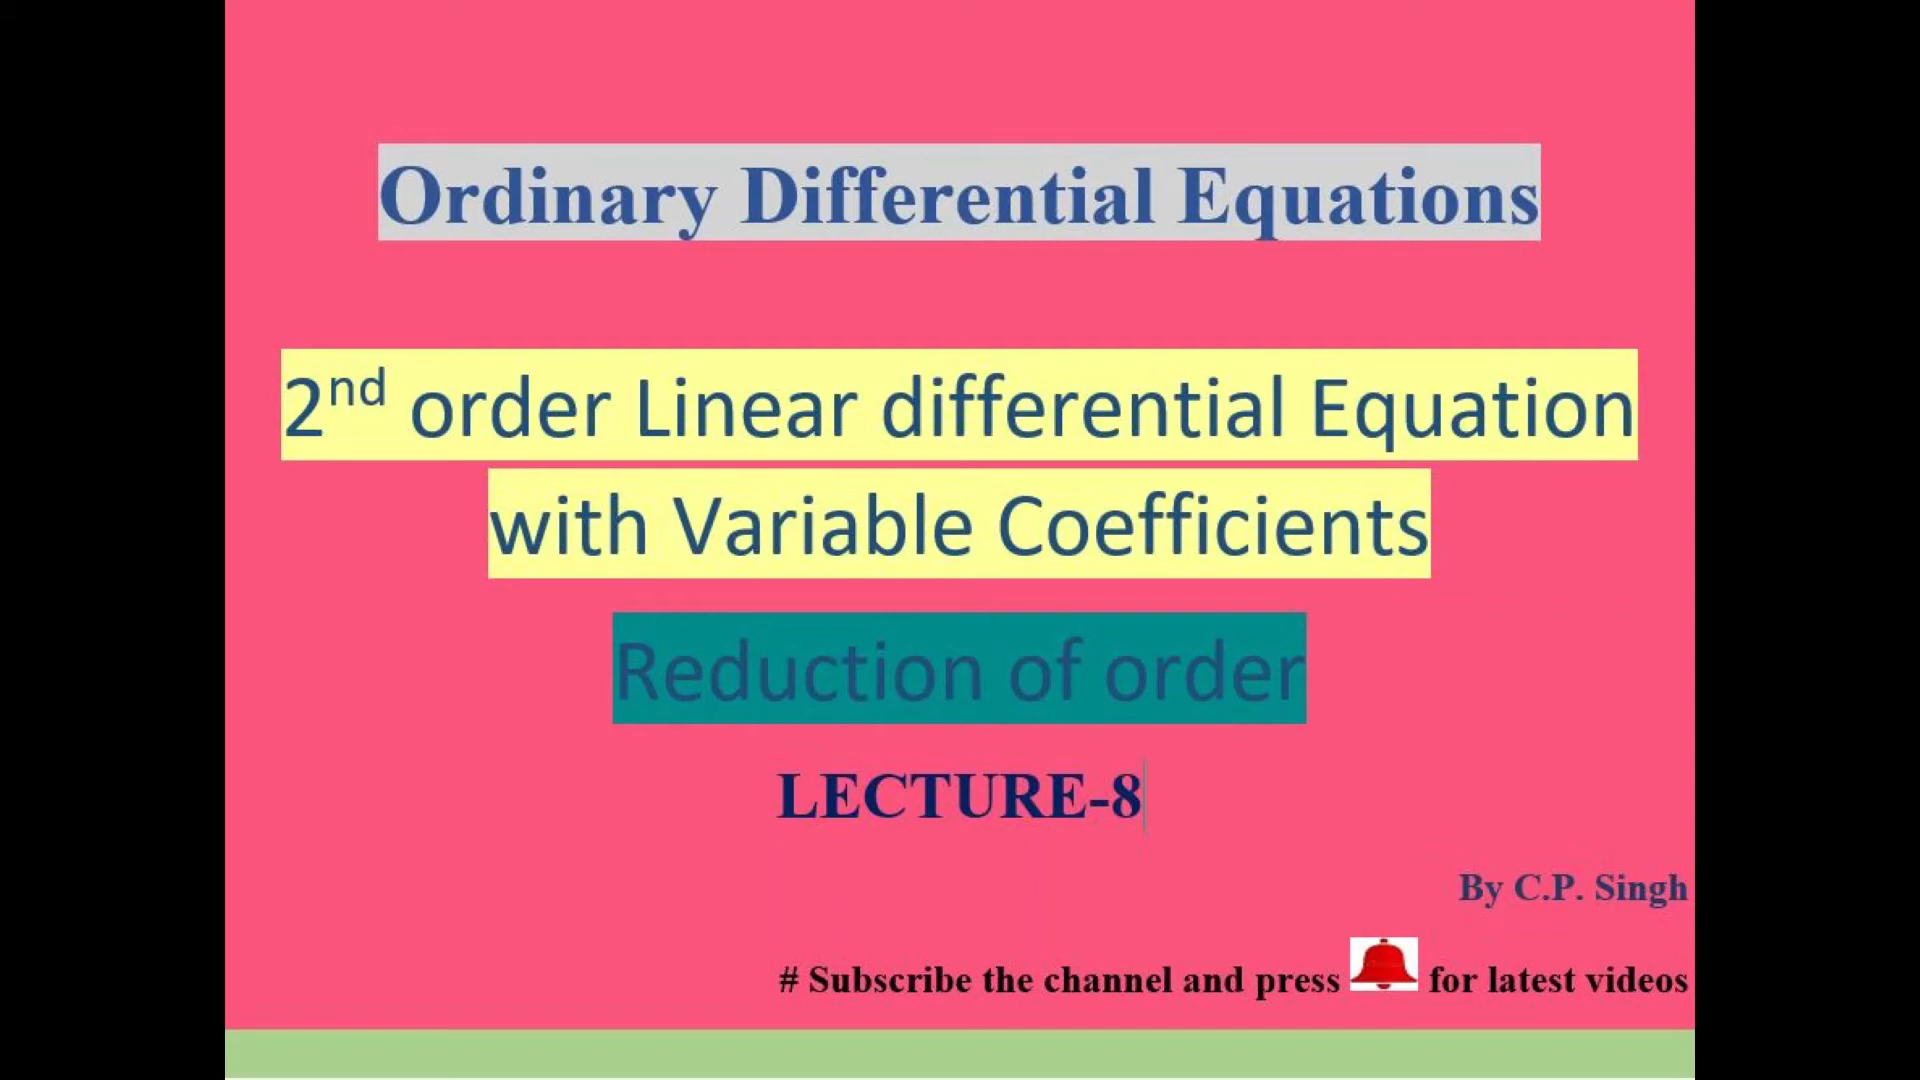 Ordinary Differential Equations
2nd order Linear differential Equation
with Variable Coefficients
Reduction of order
LECTURE-8
By C.P. Singh
# Subscribe the channel and press for latest videos